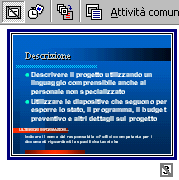 Attività comun
Descrizione
Descrivere il progetto utilizzando un
linguaggio comprensibile anche al
personale non specializzato
Utilizzare le diapositive che seguono per
esporre lo stato, il programma, il budget
preventivo e altri dettagli sul progetto
ULTERIORI INFORMAZIONI...
3